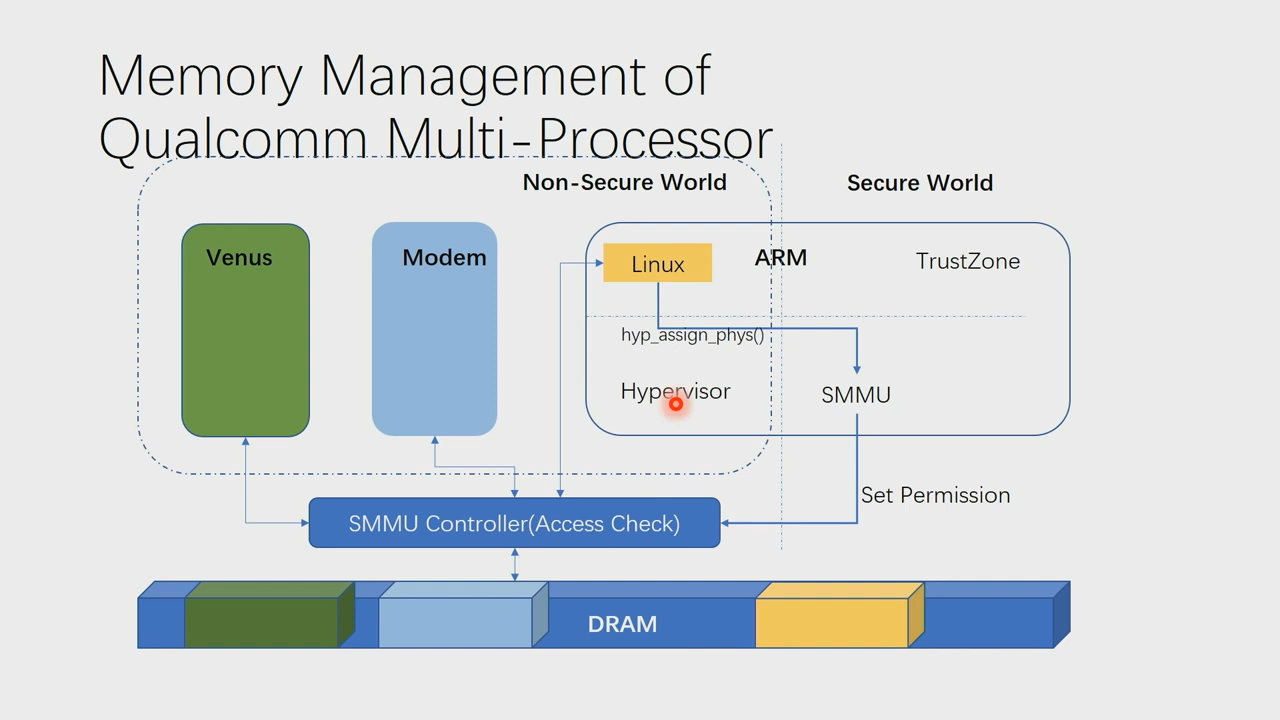 Memory Management of
Qualcomm Multi-Processor
Non-Secure World
Secure World
Venus
Modem
Linux
ARM
TrustZone
hyp_assign_phys()
Hypervisor
SMMU
Set Permission
SMMU Controller(Access Check)
DRAM